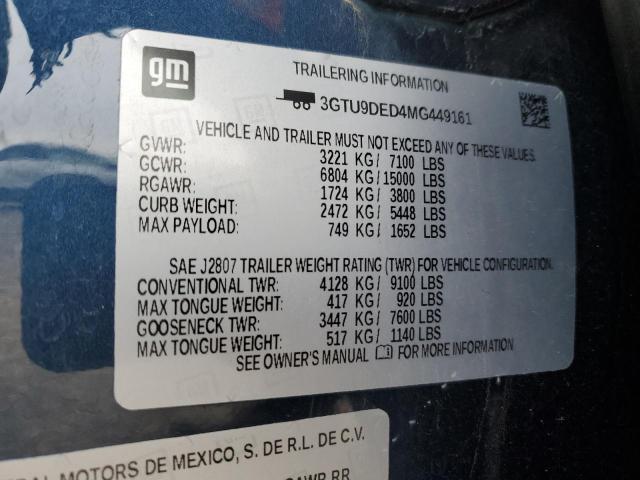 gm
TRAILERING INFORMATION
3GTU9DED4MG449161
VEHICLE AND TRAILER MUST NOT EXCEED ANY OF THESE VALUES.
GVWR: 3221 KG/ 7100 LBS
GCWR: 6804 KG/ 15000 LBS
RGAWR: 1724 KG/ 3800 LBS
CURB WEIGHT: 2472 KG/ 5448 LBS
MAX PAYLOAD: 749 KG/ 1652 LBS
SAE J2807 TRAILER WEIGHT RATING (TWR) FOR VEHICLE CONFIGURATION.
CONVENTIONAL TWR: 4128 KG/ 9100 LBS
MAX TONGUE WEIGHT: 417 KG/ 920 LBS
GOOSENECK TWR: 3447 KG/ 7600 LBS
MAX TONGUE WEIGHT: 517 KG/ 1140 LBS
SEE OWNER'S MANUAL FOR MORE INFORMATION
MOTORS DE MEXICO, S. DE R.L. DE C.V.
GAWR RR